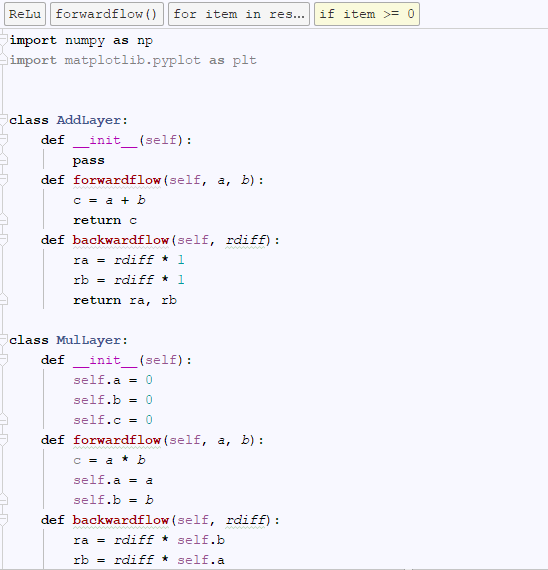 ReLu forwardflow() for item in res... if item >= 0
import numpy as np
import matplotlib.pyplot as plt
class AddLayer:
    def __init__(self):
        pass
    def forwardflow(self, a, b):
        c = a + b
        return c
    def backwardflow(self, rdiff):
        ra = rdiff * 1
        rb = rdiff * 1
        return ra, rb
class MulLayer:
    def __init__(self):
        self.a = 0
        self.b = 0
        self.c = 0
    def forwardflow(self, a, b):
        c = a * b
        self.a = a
        self.b = b
    def backwardflow(self, rdiff):
        ra = rdiff * self.b
        rb = rdiff * self.a